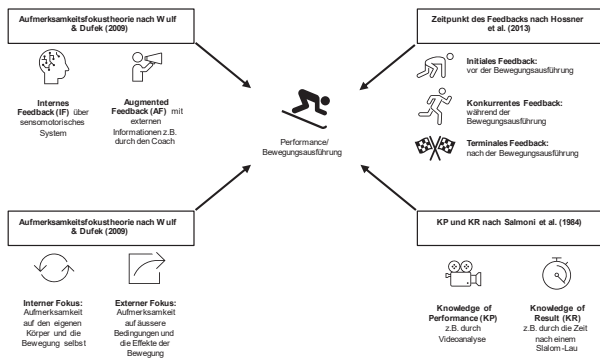 Aufmerksamkeitsfokustheorie nach Wulf
& Dufek (2009)
Internes
Feedback (IF) über
sensomotorisches
System
Augmented
Feedback (AF) mit
externen
Informationen z.B.
durch den Coach
Zeitpunkt des Feedbacks nach Hossner
et al. (2013)
Initiales Feedback:
vor der Bewegungsausführung
Konkurrentes Feedback:
während der
Bewegungsausführung
Terminales Feedback:
nach der Bewegungsausführung
Performance/
Bewegungsausführung
Aufmerksamkeitsfokustheorie nach Wulf
& Dufek (2009)
Interner Fokus:
Aufmerksamkeit
auf den eigenen
Körper und die
Bewegung selbst
Externer Fokus:
Aufmerksamkeit
auf äussere
Bedingungen und
die Effekte der
Bewegung
KP und KR nach Salmoni et al. (1984)
Knowledge of
Performance (KP)
z.B. durch
Videoanalyse
Knowledge of
Result (KR)
z.B. durch die Zeit
nach einem
Slalom-Lau